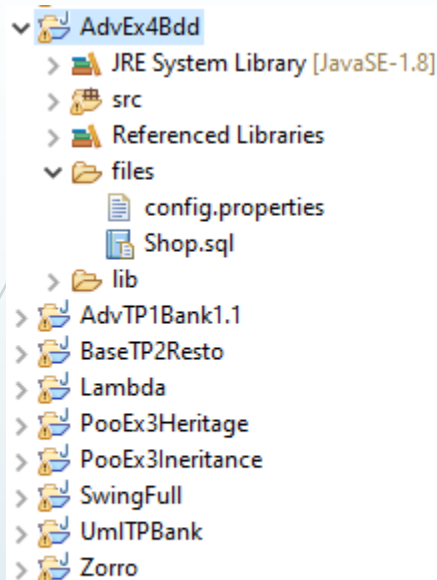 AdvEx4Bdd
JRE System Library [JavaSE-1.8]
src
Referenced Libraries
files
config.properties
Shop.sql
lib
AdvTP1Bank1.1
BaseTP2Resto
Lambda
PooEx3Heritage
PooEx3Ineritance
SwingFull
UmlTPBank
Zorro